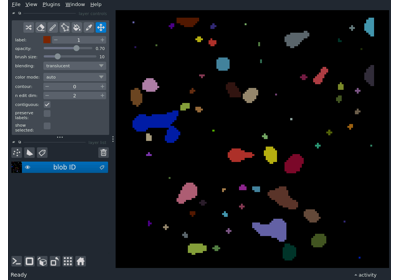 File View Plugins Window Help
label: 1
opacity: 0.70
brush size: 10
blending: translucent
color mode: auto
contour: 0
n edit dim: 2
contiguous:
preserve labels:
show selected:
blob ID
Ready
activity